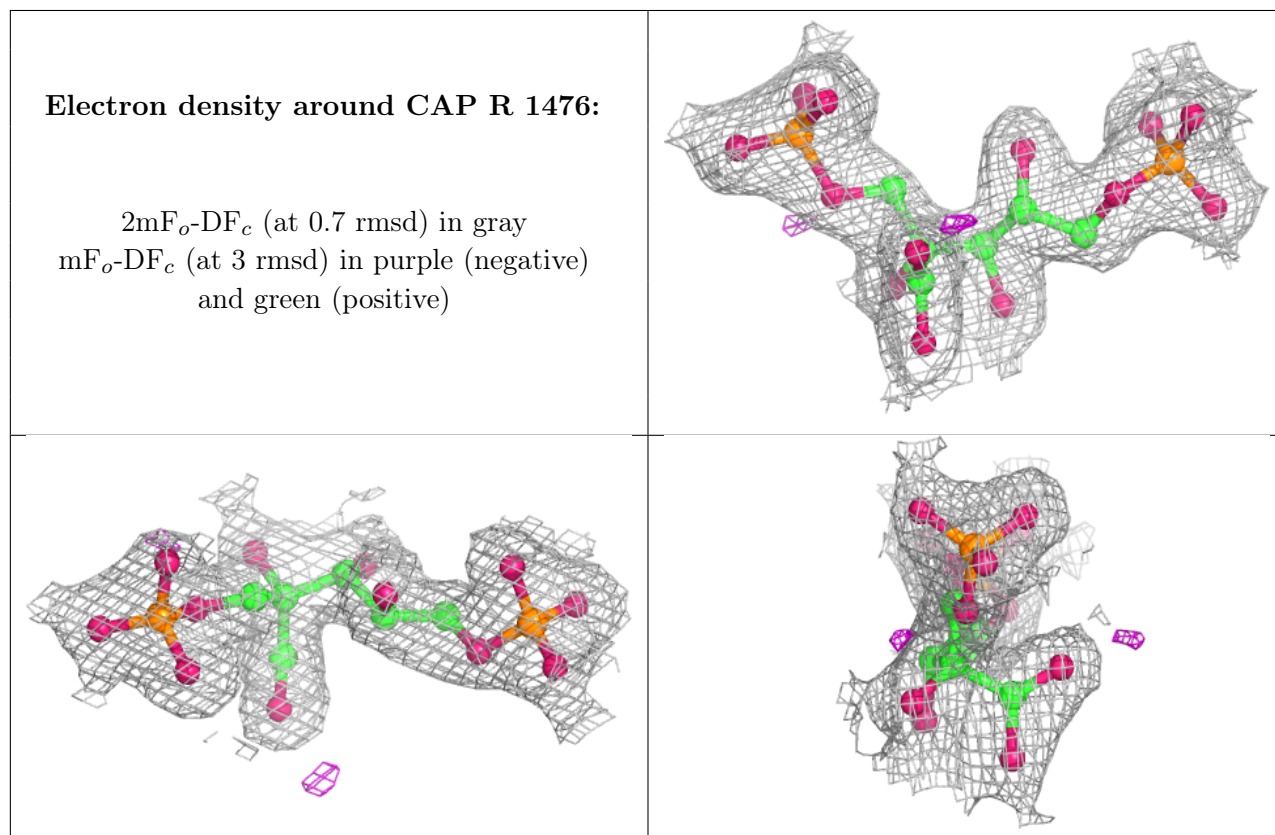 Electron density around CAP R 1476:
2mFₒ-DF𝒸 (at 0.7 rmsd) in gray
mFₒ-DF𝒸 (at 3 rmsd) in purple (negative)
and green (positive)